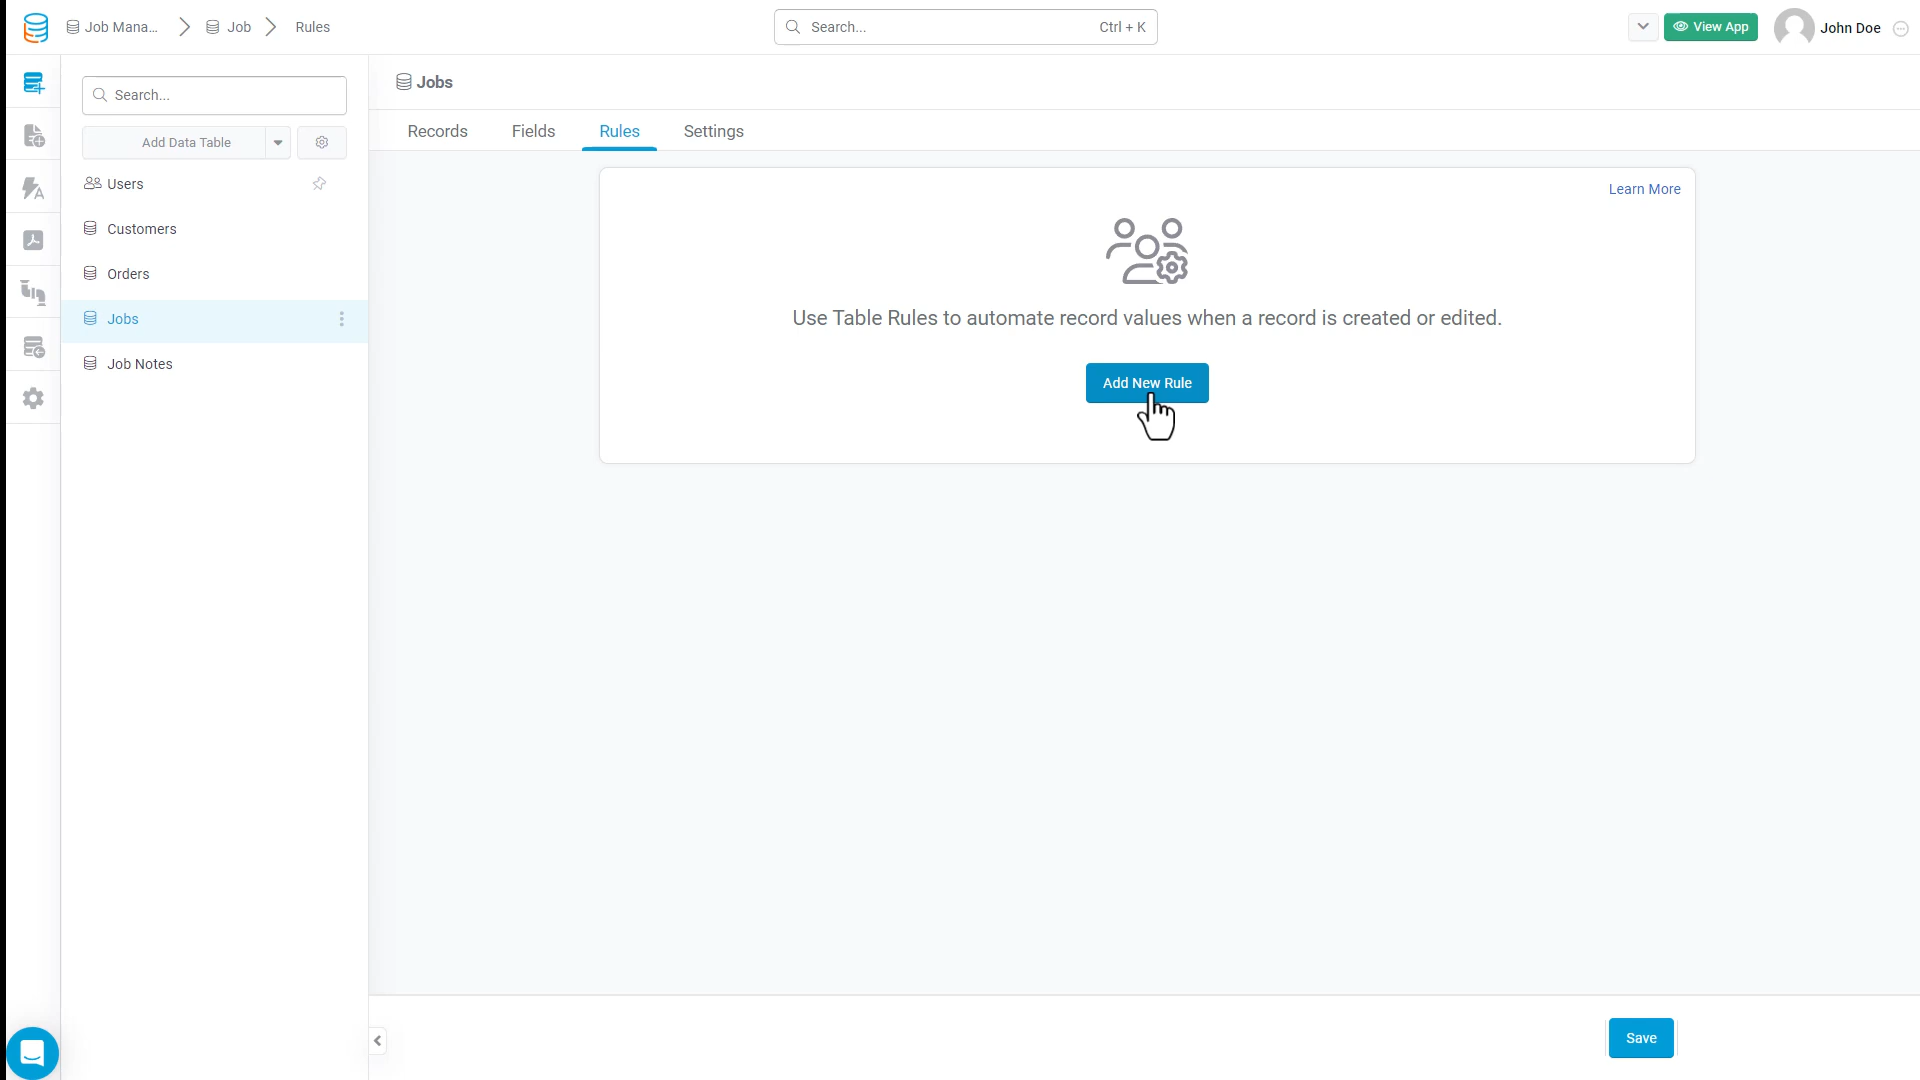 Job Mana...
Job
Rules
Search...
Ctrl + K
View App
John Doe
Search...
Add Data Table
Users
Customers
Orders
Jobs
Job Notes
Jobs
Records
Fields
Rules
Settings
Learn More
Use Table Rules to automate record values when a record is created or edited.
Add New Rule
Save